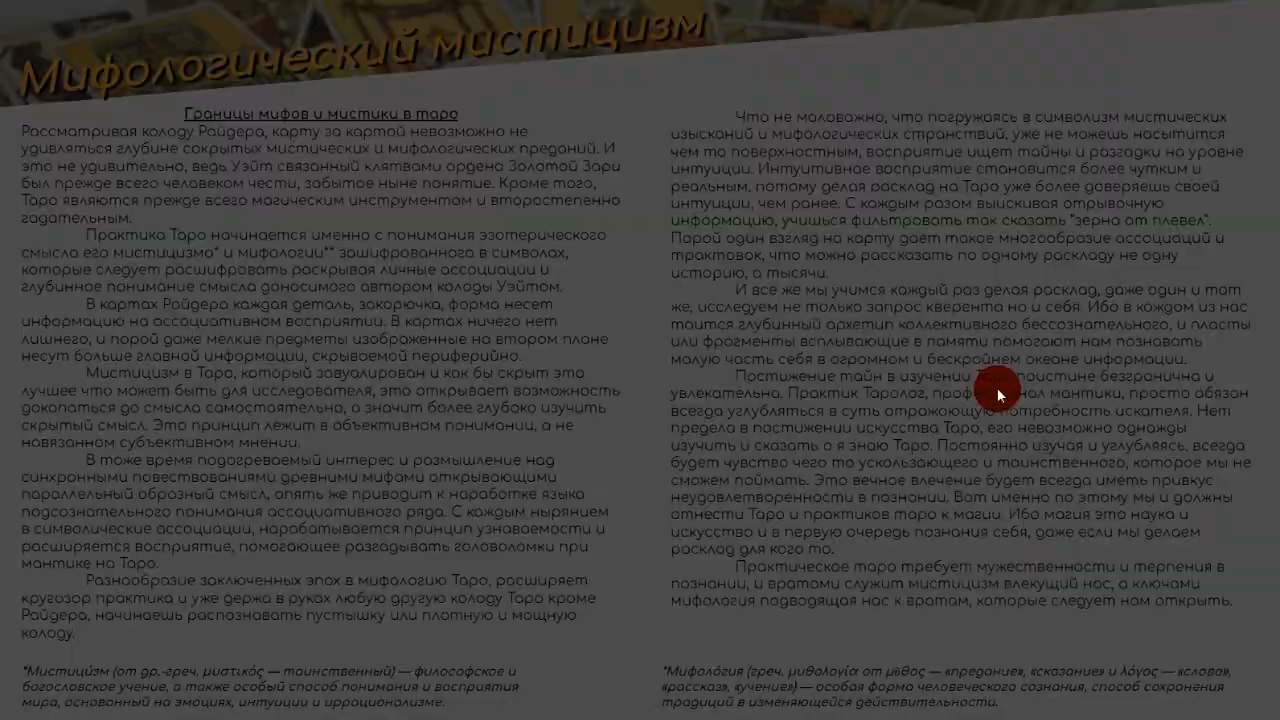 Мифологический мистицизм
Границы мифов и мистики в таро
Рассматривая колоду Райдера, карту за картой невозможно не
удивляться глубине сокрытых мистических и мифологических преданий. И
это не удивительно, ведь Уэйт связанный клятвами ордена Золотой Зари
был прежде всего человеком чести, забытое ныне понятие. Кроме того,
Таро являются прежде всего магическим инструментом и второстепенно
гадательным.
Практика Таро начинается именно с понимания эзотерического
смысла его мистицизма* и мифологии** зашифрованного в символах,
которые следует расшифровать раскрывая личные ассоциации и
глубинное понимание смысла доносимого автором колоды Уэйтом.
В картах Райдера каждая деталь, закорючка, форма несет
информацию на ассоциативном восприятии. В картах ничего нет
лишнего, и порой даже мелкие предметы изображенные на втором плане
несут больше главной информации, скрываемой периферийно.
Мистицизм в Таро, который завуалирован и как бы скрыт это
лучшее что может быть для исследователя, это открывает возможность
докопаться до смысла самостоятельно, а значит более глубоко изучить
скрытый смысл. Это принцип лежит в объективном понимании, а не
навязанном субъективном мнении.
В тоже время подогреваемый интерес и размышление над
синхронными повествованиями древними мифами открывающими
параллельный образный смысл, опять же приводит к наработке языка
подсознательного понимания ассоциативного ряда. С каждым нырянием
в символические ассоциации, нарабатывается принцип узнаваемости и
расширяется восприятие, помогающее разгадывать головоломки при
мантике на Таро.
Разнообразие заключенных эпох в мифологию Таро, расширяет
кругозор практика и уже держа в руках любую другую колоду Таро кроме
Райдера, начинаешь распознавать пустышку или плотную и мощную
колоду.
*Мистици́зм (от др.-греч. μυστικός — таинственный) — философское и
богословское учение, а также особый способ понимания и восприятия
мира, основанный на эмоциях, интуиции и иррационализме.
Что не маловажно, что погружаясь в символизм мистических
изысканий и мифологических странствий, уже не можешь насытится
чем то поверхностным, восприятие ищет тайны и разгадки на уровне
интуиции. Интуитивное восприятие становится более чутким и
реальным, потому делая расклад на Таро уже более доверяешь своей
интуиции, чем ранее. С каждым разом выискивая отрывочную
информацию, учишься фильтровать так сказать "зерна от плевел".
Парой один взгляд на карту даёт такое многообразие ассоциаций и
трактовок, что можно рассказать по одному раскладу не одну
историю, а тысячи.
И все же мы учимся каждый раз делая расклад, даже один и тот
же, исследуем не только запрос кверента но и себя. Ибо в каждом из нас
таится глубинный архетип коллективного бессознательного, и пласты
или фрагменты всплывающие в памяти помогают нам познавать
малую часть себя в огромном и бескрайнем океане информации.
Постижение тайн в изучении поистине безгранична и
увлекательна. Практик Таролог, мантики, просто обязан
всегда углубляться в суть отражающую потребность искателя. Нет
предела в постижении искусства Таро, его невозможно однажды
изучить и сказать о я знаю Таро. Постоянно изучая и углубляясь, всегда
будет чувство чего то ускользающего и таинственного, которое мы не
сможем поймать. Это вечное влечение будет всегда иметь привкус
неудовлетворенности в познании. Вот именно по этому мы и должны
отнести Таро и практиков таро к магии. Ибо магия это наука и
искусство и в первую очередь познания себя, даже если мы делаем
расклад для кого то.
Практическое таро требует мужественности и терпения в
познании, и вратами служит мистицизм влекущий нас, а ключами
мифология подводящая нас к вратам, которые следует нам открыть.
*Мифоло́гия (греч. μυθολογία от μῦθος — «предание», «сказание» и λόγος — «слово»,
«рассказ», «учение») — особая форма человеческого сознания, способ сохранения
традиций в изменяющейся действительности.